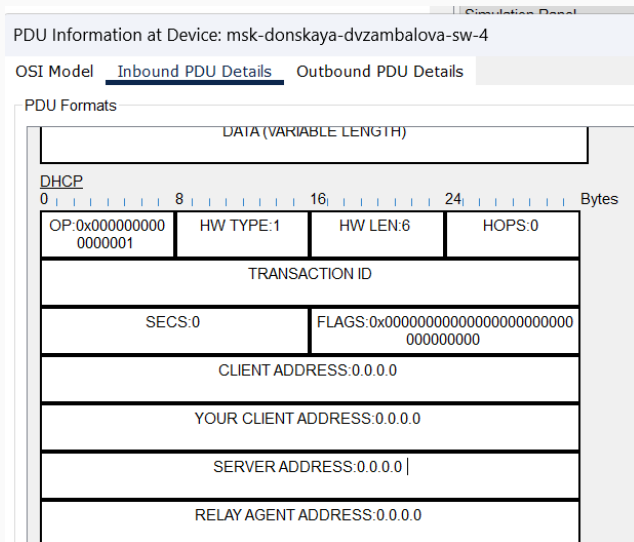 Simulation Panel
PDU Information at Device: msk-donskaya-dvzambalova-sw-4
OSI Model Inbound PDU Details Outbound PDU Details
PDU Formats
DATA (VARIABLE LENGTH)
DHCP
0 8 16 24 Bytes
OP:0x000000000 HW TYPE:1 HW LEN:6 HOPS:0
0000001
TRANSACTION ID
SECS:0 FLAGS:0x00000000000000000000000
000000000
CLIENT ADDRESS:0.0.0.0
YOUR CLIENT ADDRESS:0.0.0.0
SERVER ADDRESS:0.0.0.0
RELAY AGENT ADDRESS:0.0.0.0